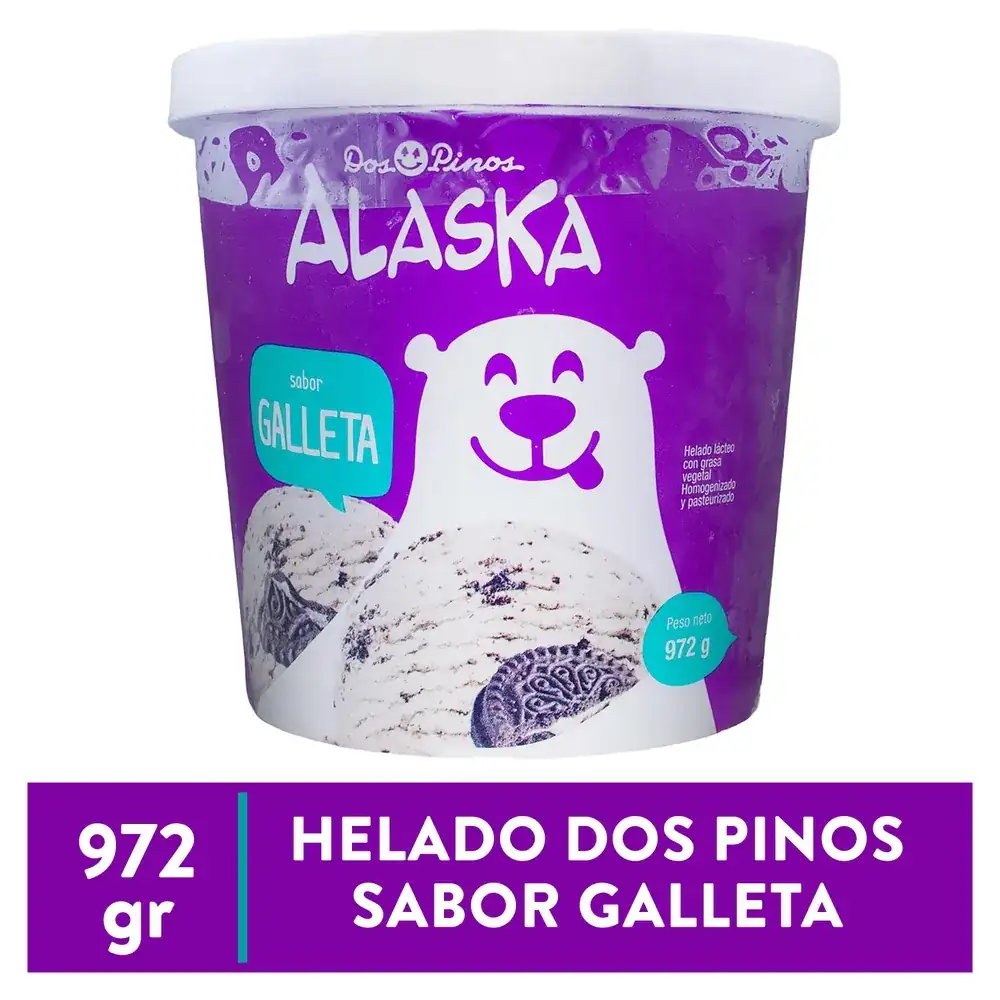 Dos Pinos
ALASKA
sabor
GALLETA
Helado lácteo
con grasa
vegetal
Homogenizado
y pasteurizado
Peso neto
972 g
972
gr
HELADO DOS PINOS
SABOR GALLETA